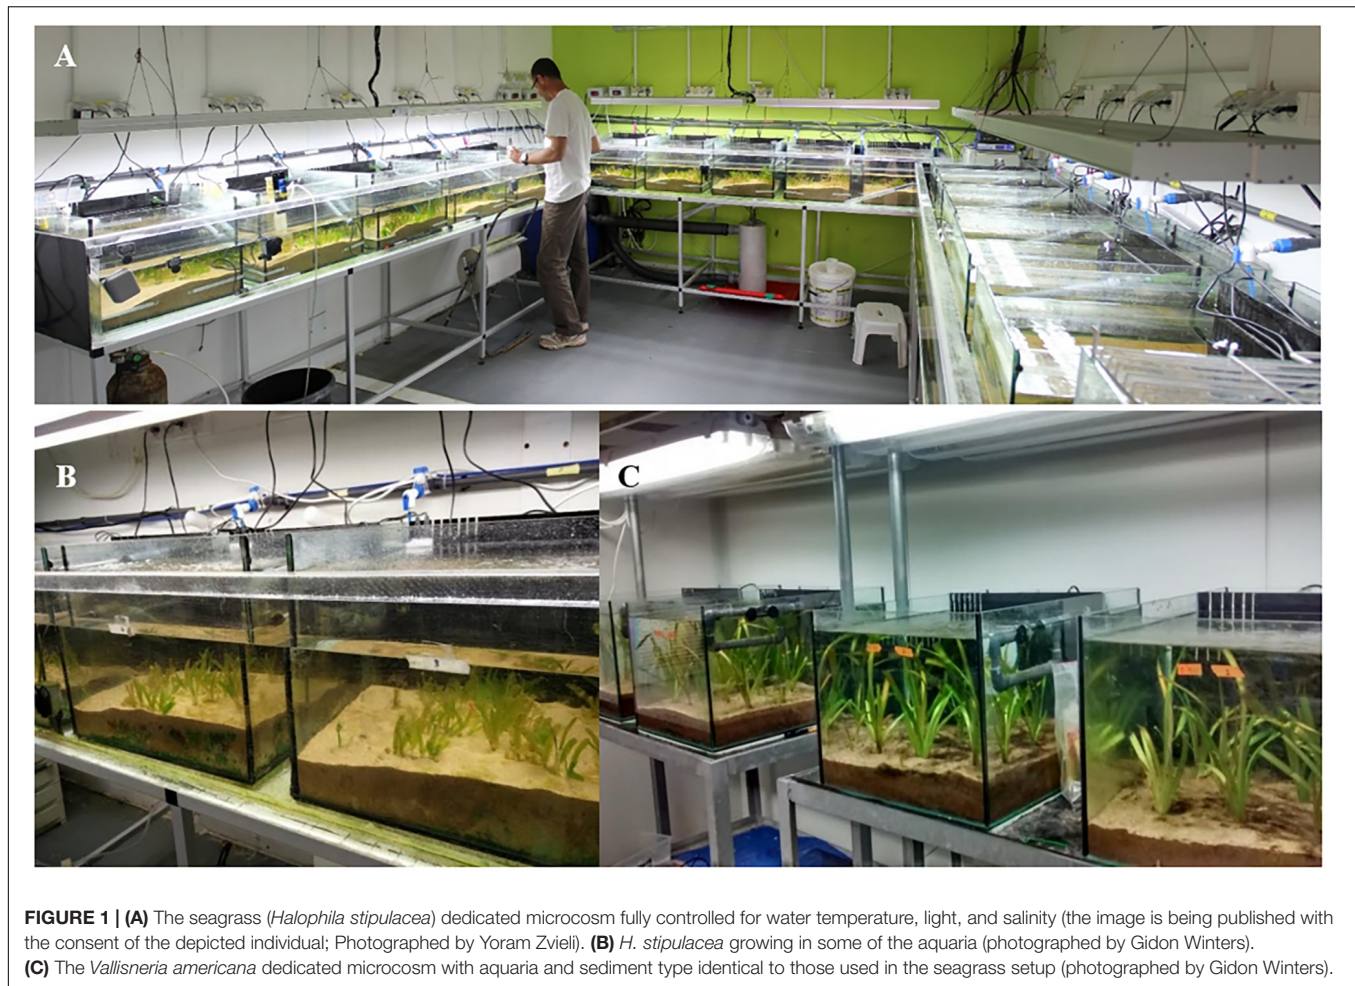 A
B
C
FIGURE 1 | (A) The seagrass (Halophila stipulacea) dedicated microcosm fully controlled for water temperature, light, and salinity (the image is being published with
the consent of the depicted individual; Photographed by Yoram Zvieli). (B) H. stipulacea growing in some of the aquaria (photographed by Gidon Winters).
(C) The Vallisneria americana dedicated microcosm with aquaria and sediment type identical to those used in the seagrass setup (photographed by Gidon Winters).